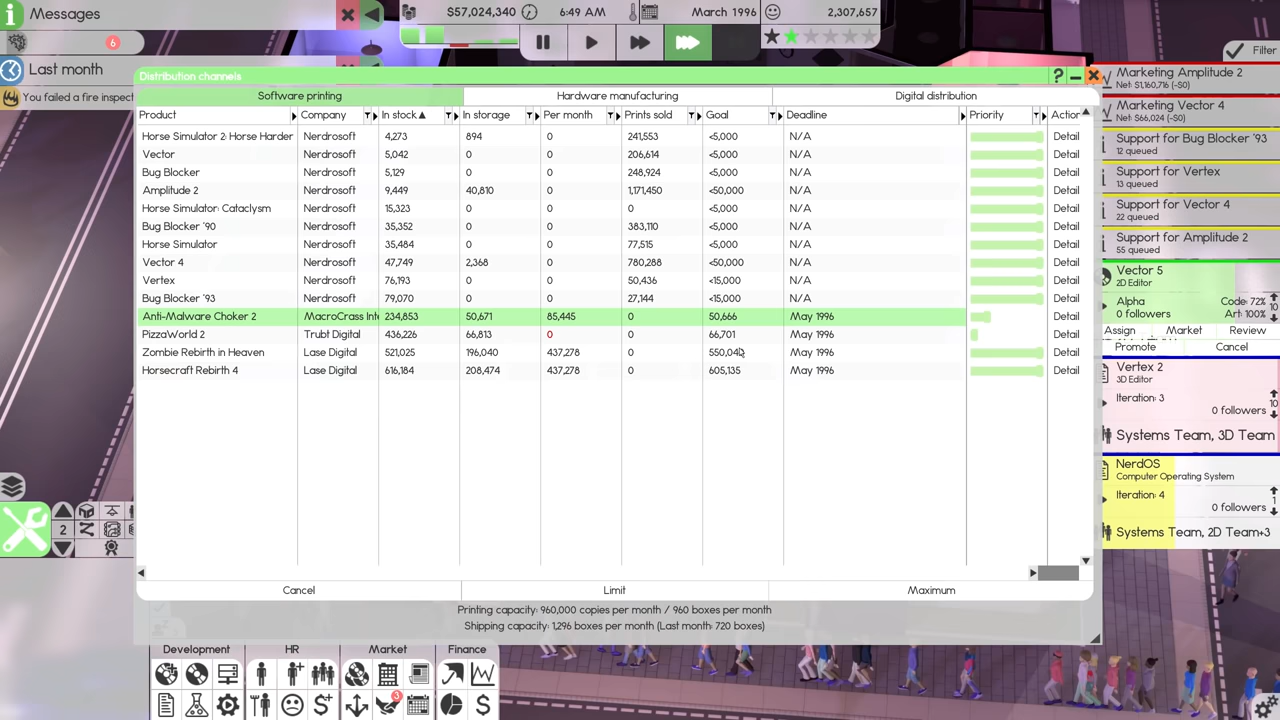 Messages
$57,024,340
6:49 AM
March 1996
2,307,657
6
Filter
Last month
You failed a fire inspect
Distribution channels
?
Software printing
Hardware manufacturing
Digital distribution
Product Company In stock In storage Per month Prints sold Goal Deadline Priority Action
Horse Simulator 2: Horse Harder Nerdrosoft 4,273 894 0 241,553 <5,000 N/A Detail
Vector Nerdrosoft 5,042 0 0 206,614 <5,000 N/A Detail
Bug Blocker Nerdrosoft 5,129 0 0 248,924 <5,000 N/A Detail
Amplitude 2 Nerdrosoft 9,449 40,810 0 1,171,450 <50,000 N/A Detail
Horse Simulator: Cataclysm Nerdrosoft 15,323 0 0 0 <5,000 N/A Detail
Bug Blocker '90 Nerdrosoft 35,352 0 0 383,110 <5,000 N/A Detail
Horse Simulator Nerdrosoft 35,484 0 0 77,515 <5,000 N/A Detail
Vector 4 Nerdrosoft 47,749 2,368 0 780,288 <50,000 N/A Detail
Vertex Nerdrosoft 76,193 0 0 50,436 <15,000 N/A Detail
Bug Blocker '93 Nerdrosoft 79,070 0 0 27,144 <15,000 N/A Detail
Anti-Malware Choker 2 MacroCrass Inte 234,853 50,671 85,445 0 50,666 May 1996 Detail
PizzaWorld 2 Trubt Digital 436,226 66,813 0 0 66,701 May 1996 Detail
Zombie Rebirth in Heaven Lase Digital 521,025 196,040 437,278 0 550,042 May 1996 Detail
Horsecraft Rebirth 4 Lase Digital 616,184 208,474 437,278 0 605,135 May 1996 Detail
Cancel
Limit
Maximum
Printing capacity: 960,000 copies per month / 960 boxes per month
Shipping capacity: 1,296 boxes per month (Last month: 720 boxes)
Marketing Amplitude 2
Net: $1,160,716 (-$0)
Marketing Vector 4
Net: $66,024 (-$0)
Support for Bug Blocker '93
12 queued
Support for Vertex
13 queued
Support for Vector 4
22 queued
Support for Amplitude 2
55 queued
Vector 5
2D Editor
Alpha Code: 72%
0 followers Art: 100%
Assign Market Review
Promote Cancel
Vertex 2
3D Editor
Iteration: 3
10
0 followers
Systems Team, 3D Team
NerdOS
Computer Operating System
Iteration: 4
1
0 followers
Systems Team, 2D Team+3
2
Development
HR
Market
Finance
3